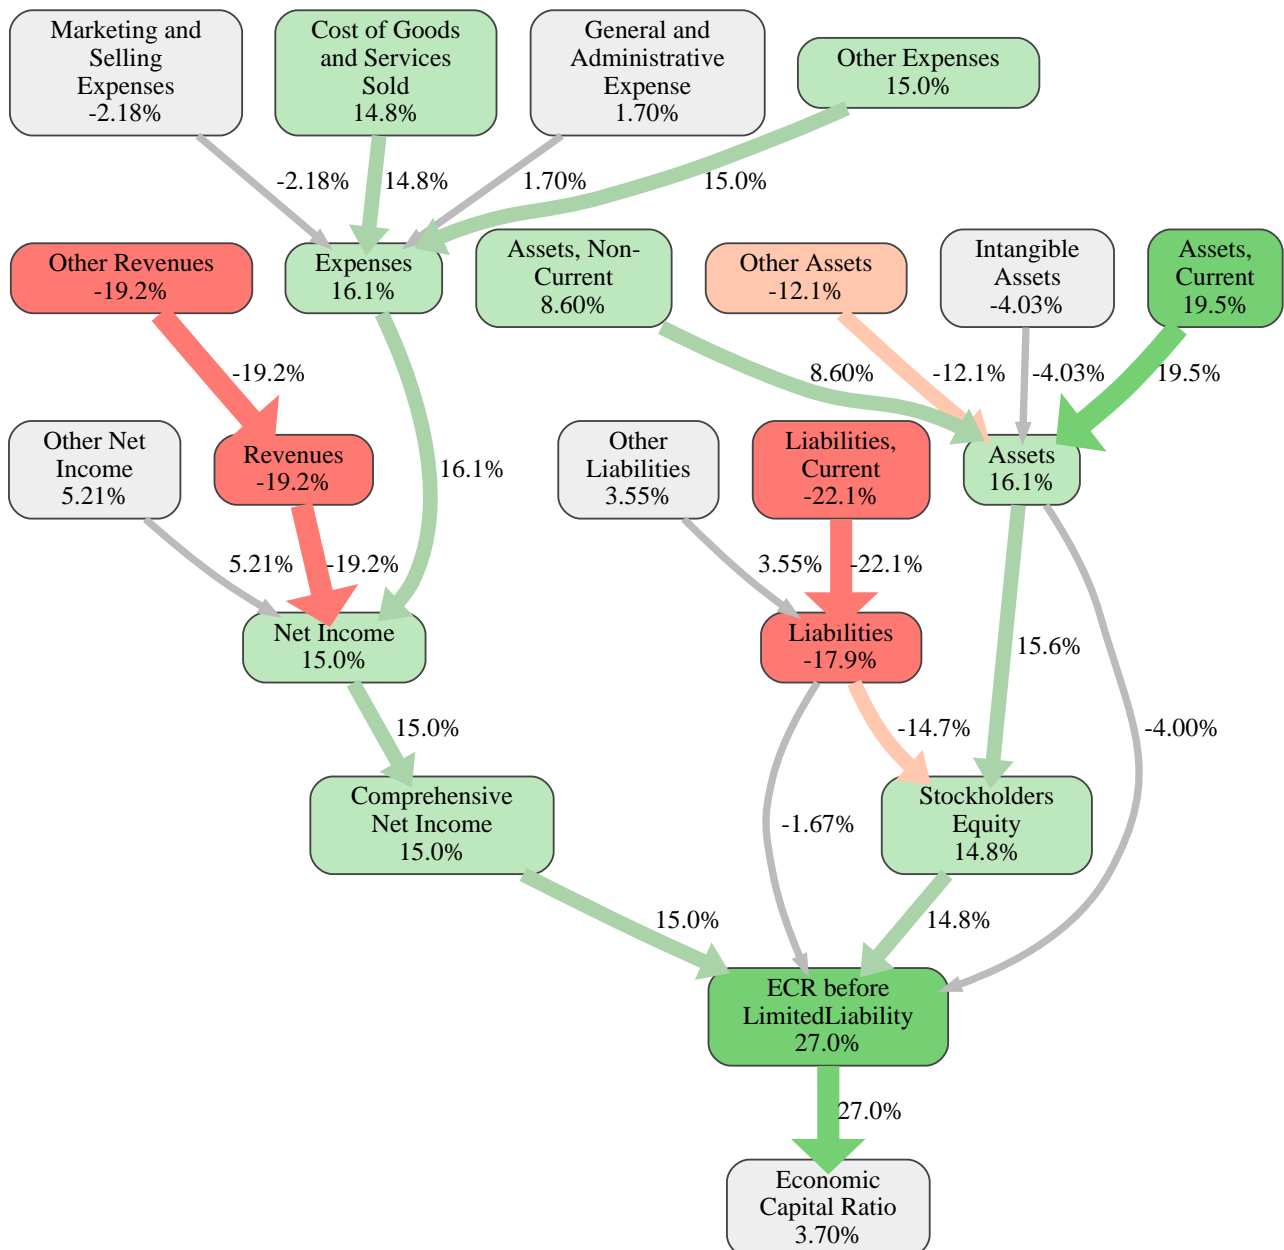 Marketing and
Selling
Expenses
-2.18%
Cost of Goods
and Services
Sold
14.8%
General and
Administrative
Expense
1.70%
Other Expenses
15.0%
-2.18%
14.8%
1.70%
15.0%
Other Revenues
-19.2%
Expenses
16.1%
Assets, Non-
Current
8.60%
Other Assets
-12.1%
Intangible
Assets
-4.03%
Assets,
Current
19.5%
-19.2%
8.60%
-12.1%
-4.03%
19.5%
Other Net
Income
5.21%
Revenues
-19.2%
16.1%
Other
Liabilities
3.55%
Liabilities,
Current
-22.1%
Assets
16.1%
5.21%
-19.2%
3.55%
-22.1%
Net Income
15.0%
Liabilities
-17.9%
15.6%
15.0%
-14.7%
-4.00%
Comprehensive
Net Income
15.0%
-1.67%
Stockholders
Equity
14.8%
15.0%
14.8%
ECR before
LimitedLiability
27.0%
27.0%
Economic
Capital Ratio
3.70%